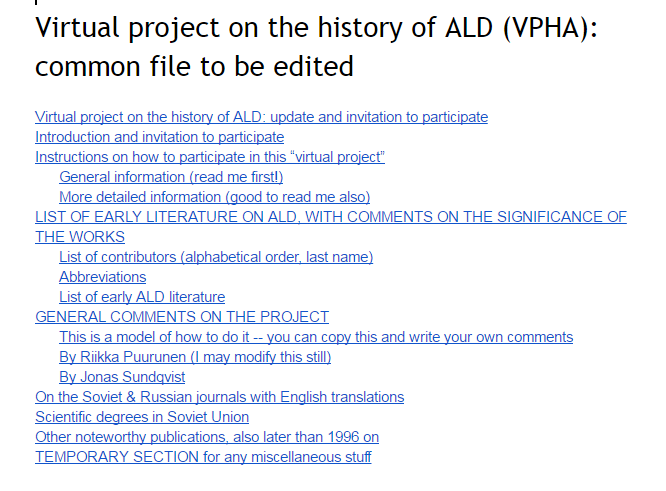 Virtual project on the history of ALD (VPHA):
common file to be edited
Virtual project on the history of ALD: update and invitation to participate
Introduction and invitation to participate
Instructions on how to participate in this “virtual project”
General information (read me first!)
More detailed information (good to read me also)
LIST OF EARLY LITERATURE ON ALD, WITH COMMENTS ON THE SIGNIFICANCE OF
THE WORKS
List of contributors (alphabetical order, last name)
Abbreviations
List of early ALD literature
GENERAL COMMENTS ON THE PROJECT
This is a model of how to do it -- you can copy this and write your own comments
By Riikka Puurunen (I may modify this still)
By Jonas Sundqvist
On the Soviet & Russian journals with English translations
Scientific degrees in Soviet Union
Other noteworthy publications, also later than 1996 on
TEMPORARY SECTION for any miscellaneous stuff